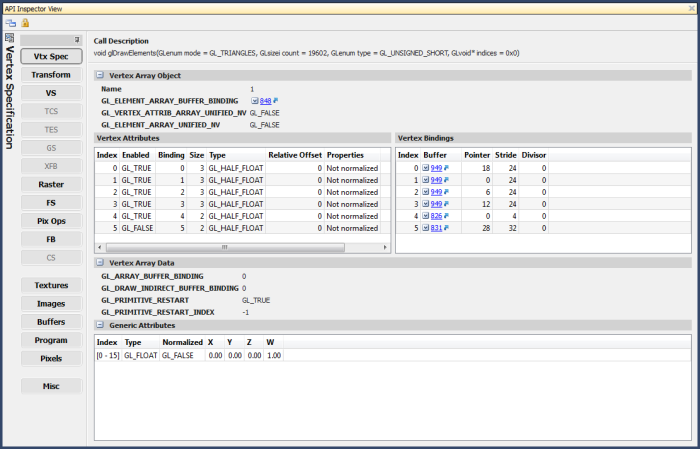 API Inspector View
Vertex Specification
Vtx Spec
Transform
VS
TCS
TES
GS
XFB
Raster
FS
Pix Ops
FB
CS
Textures
Images
Buffers
Program
Pixels
Misc
Call Description
void glDrawElements(GLenum mode = GL_TRIANGLES, GLsizei count = 19602, GLenum type = GL_UNSIGNED_SHORT, GLvoid* indices = 0x0)
Vertex Array Object
Name 1
GL_ELEMENT_ARRAY_BUFFER_BINDING 848
GL_VERTEX_ATTRIB_ARRAY_UNIFIED_NV GL_FALSE
GL_ELEMENT_ARRAY_UNIFIED_NV GL_FALSE
Vertex Attributes
Index Enabled Binding Size Type Relative Offset Properties
0 GL_TRUE 0 3 GL_HALF_FLOAT 0 Not normalized
1 GL_TRUE 1 3 GL_HALF_FLOAT 0 Not normalized
2 GL_TRUE 2 3 GL_HALF_FLOAT 0 Not normalized
3 GL_TRUE 3 3 GL_HALF_FLOAT 0 Not normalized
4 GL_TRUE 4 2 GL_HALF_FLOAT 0 Not normalized
5 GL_FALSE 5 2 GL_HALF_FLOAT 0 Not normalized
Vertex Bindings
Index Buffer Pointer Stride Divisor
0 949 18 24 0
1 949 0 24 0
2 949 6 24 0
3 949 12 24 0
4 826 0 4 0
5 831 28 32 0
Vertex Array Data
GL_ARRAY_BUFFER_BINDING 0
GL_DRAW_INDIRECT_BUFFER_BINDING 0
GL_PRIMITIVE_RESTART GL_TRUE
GL_PRIMITIVE_RESTART_INDEX -1
Generic Attributes
Index Type Normalized X Y Z W
[0 - 15] GL_FLOAT GL_FALSE 0.00 0.00 0.00 1.00